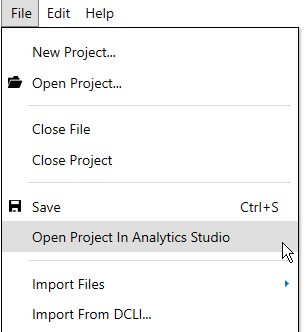 File Edit Help
New Project...
Open Project...
Close File
Close Project
Save Ctrl+S
Open Project In Analytics Studio
Import Files
Import From DCLI...